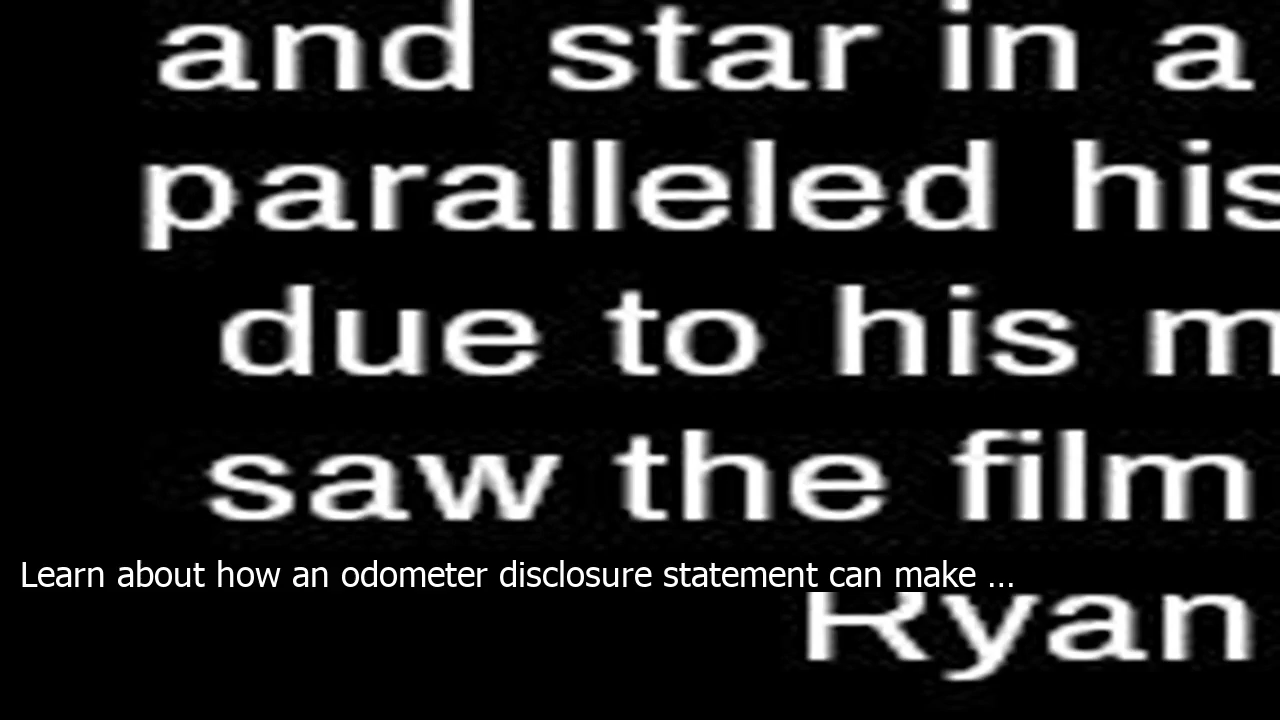 and star in a
paralleled his
due to his m
saw the film
Learn about how an odometer disclosure statement can make ...
Ryan